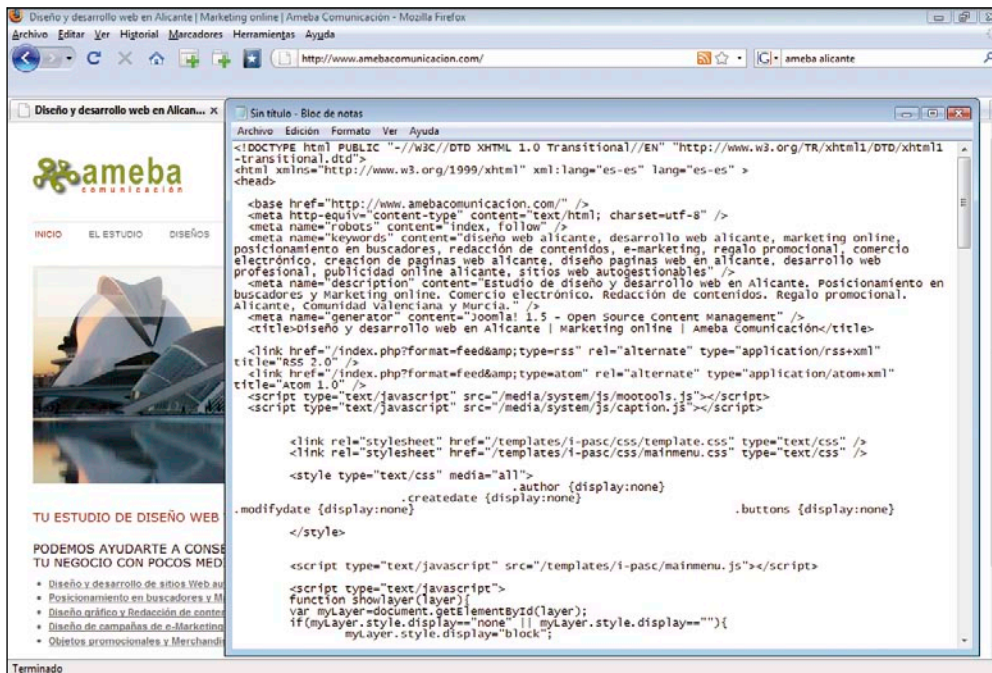 Diseño y desarrollo web en Alicante | Marketing online | Ameba Comunicación - Mozilla Firefox
Archivo Editar Ver Historial Marcadores Herramientas Ayuda
http://www.amebacomunicacion.com/
G
ameba alicante
Diseño y desarrollo web en Alican...
ameba
comunicación
INICIO EL ESTUDIO DISEÑOS
TU ESTUDIO DE DISEÑO WEB
PODEMOS AYUDARTE A CONSE
TU NEGOCIO CON POCOS MED
Diseño y desarrollo de sitios Web au
Posicionamiento en buscadores y M
Diseño gráfico y Redacción de conte
Diseño de campañas de e-Marketing
Objetos promocionales y Merchandi
Terminado
Sin título - Bloc de notas
Archivo Edición Formato Ver Ayuda
<!DOCTYPE html PUBLIC "-//W3C//DTD XHTML 1.0 Transitional//EN" "http://www.w3.org/TR/xhtml1/DTD/xhtml1
-transitional.dtd">
<html xmlns="http://www.w3.org/1999/xhtml" xml:lang="es-es" lang="es-es" >
<head>
<base href="http://www.amebacomunicacion.com/" />
<meta http-equiv="content-type" content="text/html; charset=utf-8" />
<meta name="robots" content="index, follow" />
<meta name="keywords" content="diseño web alicante, desarrollo web alicante, marketing online,
posicionamiento en buscadores, redacción de contenidos, e-marketing, regalo promocional, comercio
electrónico, creacion de paginas web alicante, diseño paginas web en alicante, desarrollo web
profesional, publicidad online alicante, sitios web autogestionables" />
<meta name="description" content="Estudio de diseño y desarrollo web en Alicante. Posicionamiento en
buscadores y Marketing online. Comercio electrónico. Redacción de contenidos. Regalo promocional.
Alicante, Comunidad Valenciana y Murcia." />
<meta name="generator" content="Joomla! 1.5 - Open Source Content Management" />
<title>Diseño y desarrollo web en Alicante | Marketing online | Ameba Comunicación</title>
<link href="/index.php?format=feed&amp;type=rss" rel="alternate" type="application/rss+xml"
title="RSS 2.0" />
<link href="/index.php?format=feed&amp;type=atom" rel="alternate" type="application/atom+xml"
title="Atom 1.0" />
<script type="text/javascript" src="/media/system/js/mootools.js"></script>
<script type="text/javascript" src="/media/system/js/caption.js"></script>
<link rel="stylesheet" href="/templates/i-pasc/css/template.css" type="text/css" />
<link rel="stylesheet" href="/templates/i-pasc/css/mainmenu.css" type="text/css" />
<style type="text/css" media="all">
.author {display:none}
.createdate {display:none}
.modifydate {display:none} .buttons {display:none}
</style>
<script type="text/javascript" src="/templates/i-pasc/mainmenu.js"></script>
<script type="text/javascript">
function showlayer(layer){
var myLayer=document.getElementById(layer);
if(myLayer.style.display=="none" || myLayer.style.display==""){
myLayer.style.display="block";